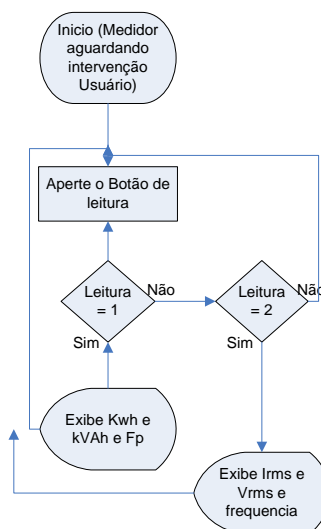 Inicio (Medidor
aguardando
intervenção
Usuário)
Aperte o Botão de
leitura
Leitura
= 1
Não
Sim
Leitura
= 2
Não
Sim
Exibe Kwh e
kVAh e Fp
Exibe Irms e
Vrms e
frequencia